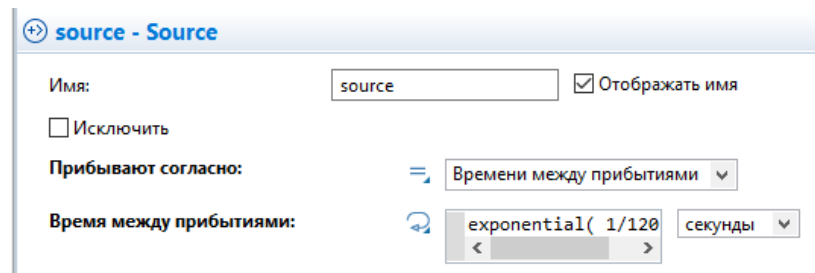 source - Source
Имя: source Отображать имя
Исключить
Прибывают согласно: Времени между прибытиями
Время между прибытиями: exponential( 1/120 секунды